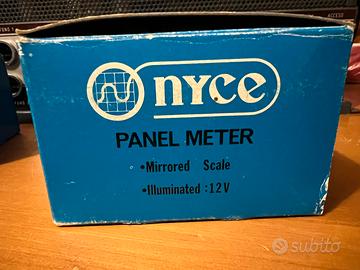 nyce
PANEL METER
•Mirrored Scale
•Illuminated :12V
subito